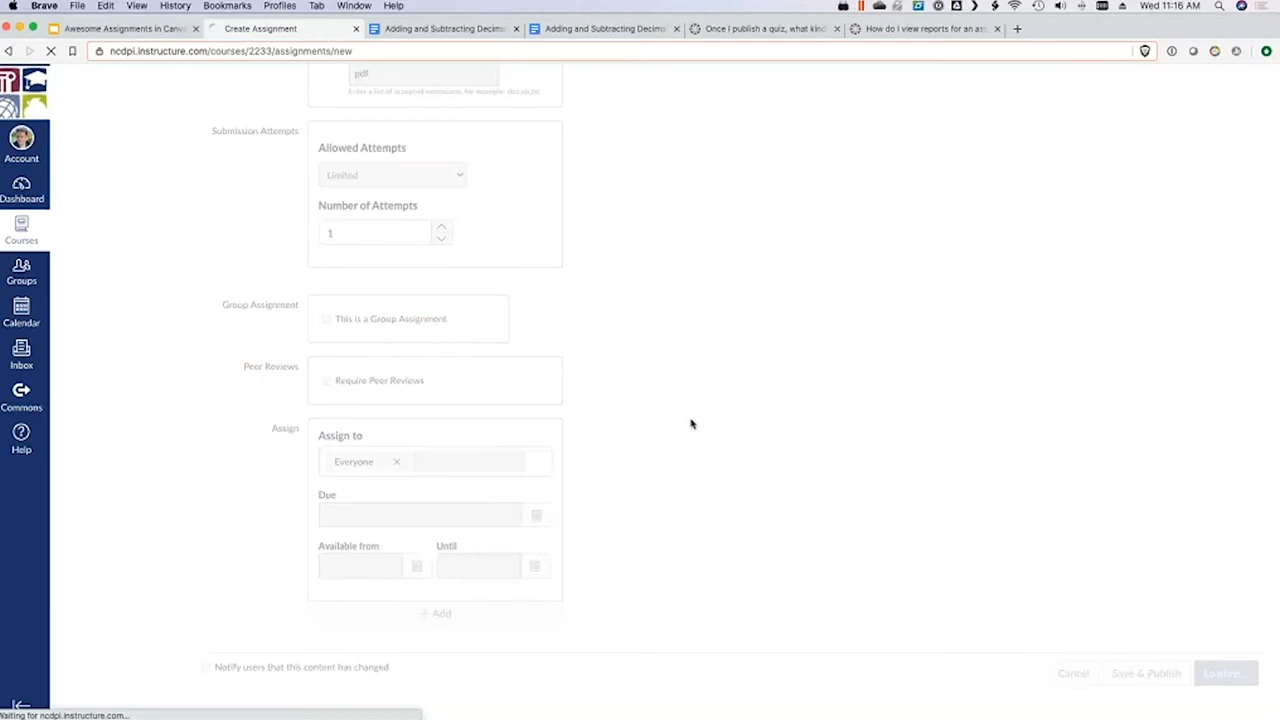 Brave File Edit View History Bookmarks Profiles Tab Window Help Wed 11:16 AM
Awesome Assignments in Canv Create Assignment Adding and Subtracting Decim Adding and Subtracting Decim Once I publish a quiz, what kin How do I view reports for an as
ncdpi.instructure.com/courses/2233/assignments/new
pdf
Enter a list of accepted extensions, for example: doc,xls,txt
Submission Attempts
Allowed Attempts
Limited
Number of Attempts
1
Group Assignment
This is a Group Assignment
Peer Reviews
Require Peer Reviews
Assign
Assign to
Everyone
Due
Available from Until
+ Add
Notify users that this content has changed
Cancel Save & Publish Loading...
Account
Dashboard
Courses
Groups
Calendar
Inbox
Commons
Help
Waiting for ncdpi.instructure.com...